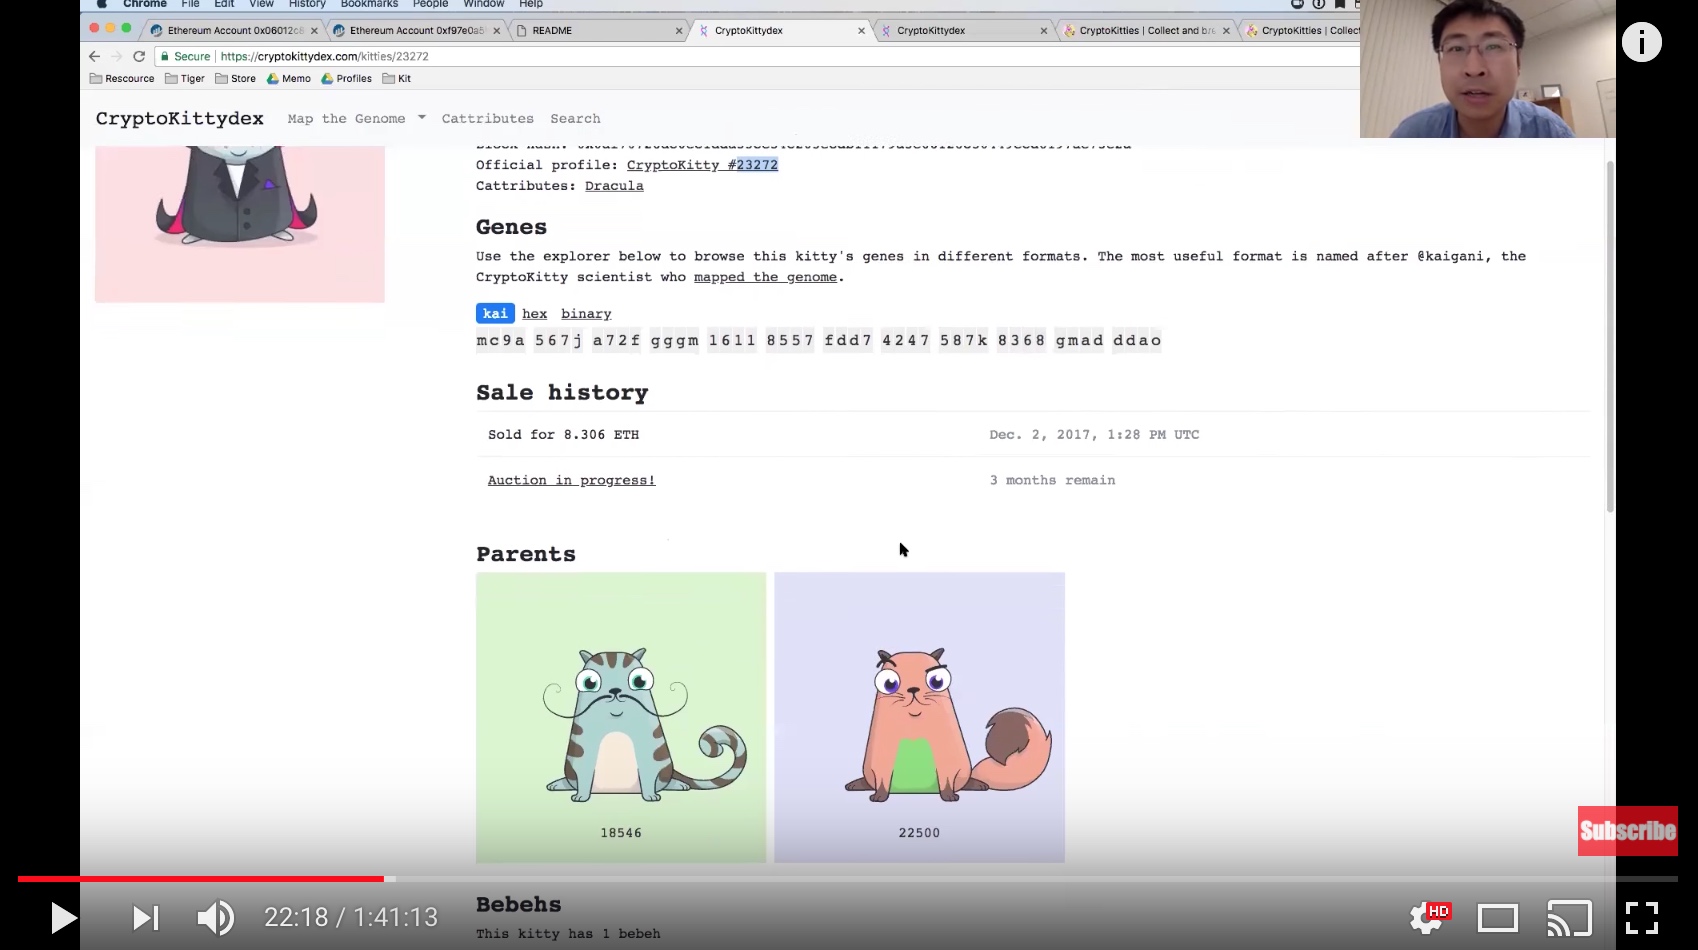 Chrome File Edit View History Bookmarks People Window Help
Ethereum Account 0x06012c8 Ethereum Account 0xf97e0a5 README CryptoKittydex CryptoKittydex CryptoKitties | Collect and bre CryptoKitties | Collect
Secure https://cryptokittydex.com/kitties/23272
Rescource Tiger Store Memo Profiles Kit
CryptoKittydex Map the Genome Cattributes Search
Official profile: CryptoKitty #23272
Cattributes: Dracula
Genes
Use the explorer below to browse this kitty's genes in different formats. The most useful format is named after @kaigani, the
CryptoKitty scientist who mapped the genome.
kai hex binary
mc9a 567j a72f gggm 1611 8557 fdd7 4247 587k 8368 gmad ddao
Sale history
Sold for 8.306 ETH Dec. 2, 2017, 1:28 PM UTC
Auction in progress! 3 months remain
Parents
18546 22500
Subscribe
Bebehs
22:18 / 1:41:13 HD
This kitty has 1 bebeh